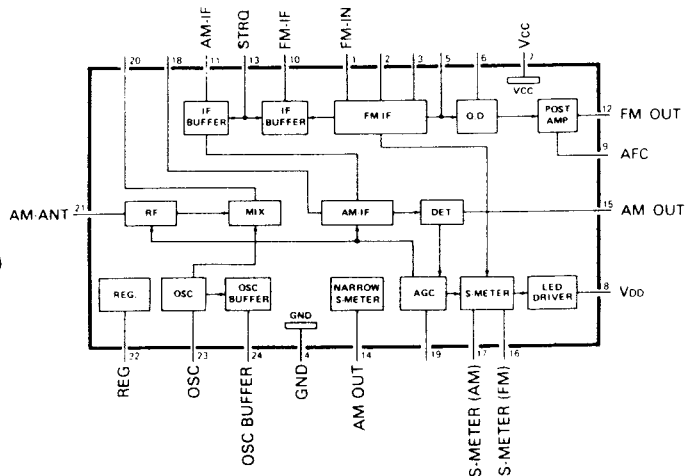 AM-IF
STRQ
FM-IF
FM-IN
Vcc
20
18
11
13
10
1
2
3
5
6
7
VCC
IF BUFFER
IF BUFFER
FM-IF
Q.D
POST AMP
12
FM OUT
9
AFC
AM-ANT
21
RF
MIX
AM-IF
DET
15
AM OUT
REG.
OSC
OSC BUFFER
GND
NARROW S-METER
AGC
S-METER
LED DRIVER
8
VDD
22
23
24
4
14
19
17
16
REG
OSC
OSC BUFFER
GND
AM OUT
S-METER (AM)
S-METER (FM)